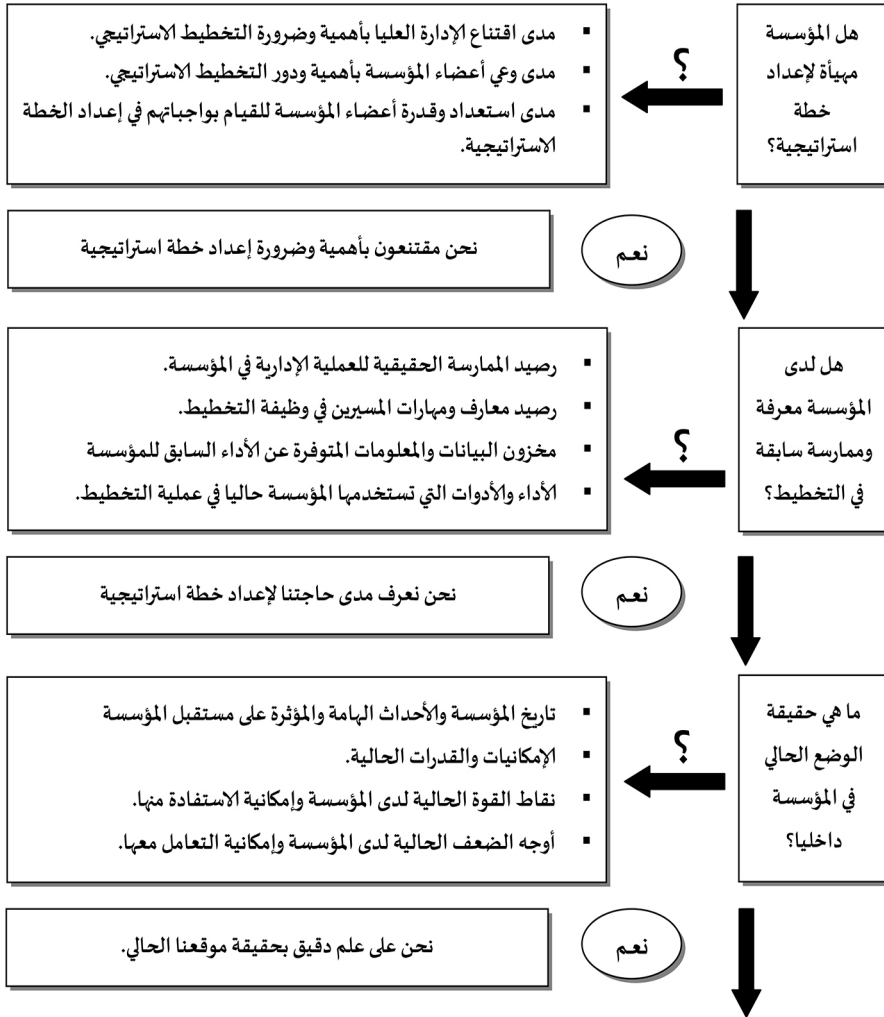 هل المؤسسة
مهيأة لإعداد
خطة
استراتيجية؟
؟
▪ مدى اقتناع الإدارة العليا بأهمية وضرورة التخطيط الاستراتيجي.
▪ مدى وعي أعضاء المؤسسة بأهمية ودور التخطيط الاستراتيجي.
▪ مدى استعداد وقدرة أعضاء المؤسسة للقيام بواجباتهم في إعداد الخطة
الاستراتيجية.
نعم
نحن مقتنعون بأهمية وضرورة إعداد خطة استراتيجية
هل لدى
المؤسسة معرفة
وممارسة سابقة
في التخطيط؟
؟
▪ رصيد الممارسة الحقيقية للعملية الإدارية في المؤسسة.
▪ رصيد معارف ومهارات المسيرين في وظيفة التخطيط.
▪ مخزون البيانات والمعلومات المتوفرة عن الأداء السابق للمؤسسة
▪ الأداء والأدوات التي تستخدمها المؤسسة حاليا في عملية التخطيط.
نعم
نحن نعرف مدى حاجتنا لإعداد خطة استراتيجية
ما هي حقيقة
الوضع الحالي
في المؤسسة
داخليا؟
؟
▪ تاريخ المؤسسة والأحداث الهامة والمؤثرة على مستقبل المؤسسة
▪ الإمكانيات والقدرات الحالية.
▪ نقاط القوة الحالية لدى المؤسسة وإمكانية الاستفادة منها.
▪ أوجه الضعف الحالية لدى المؤسسة وإمكانية التعامل معها.
نعم
نحن على علم دقيق بحقيقة موقعنا الحالي.